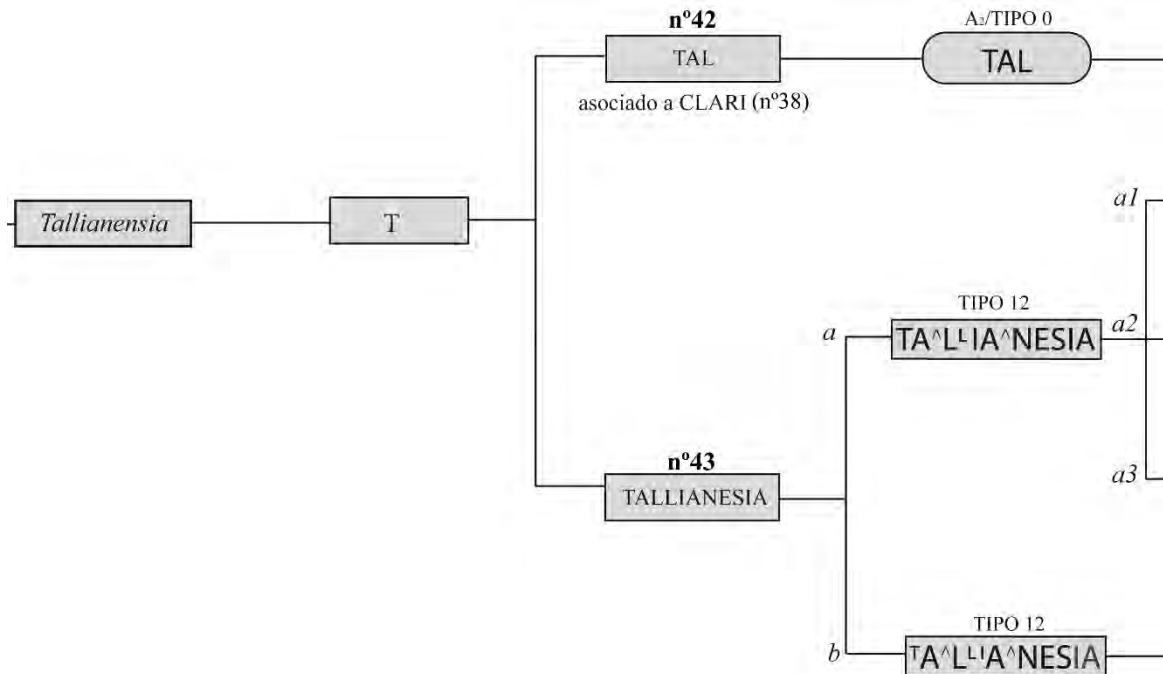 nº42
TAL
asociado a CLARI (nº38)
A₂/TIPO 0
TAL
Tallianensia
T
a1
TIPO 12
a
TA^LᴸIA^NESIA
a2
nº43
TALLIANESIA
a3
TIPO 12
b
ᵀA^LᴸᴵA^NESIA